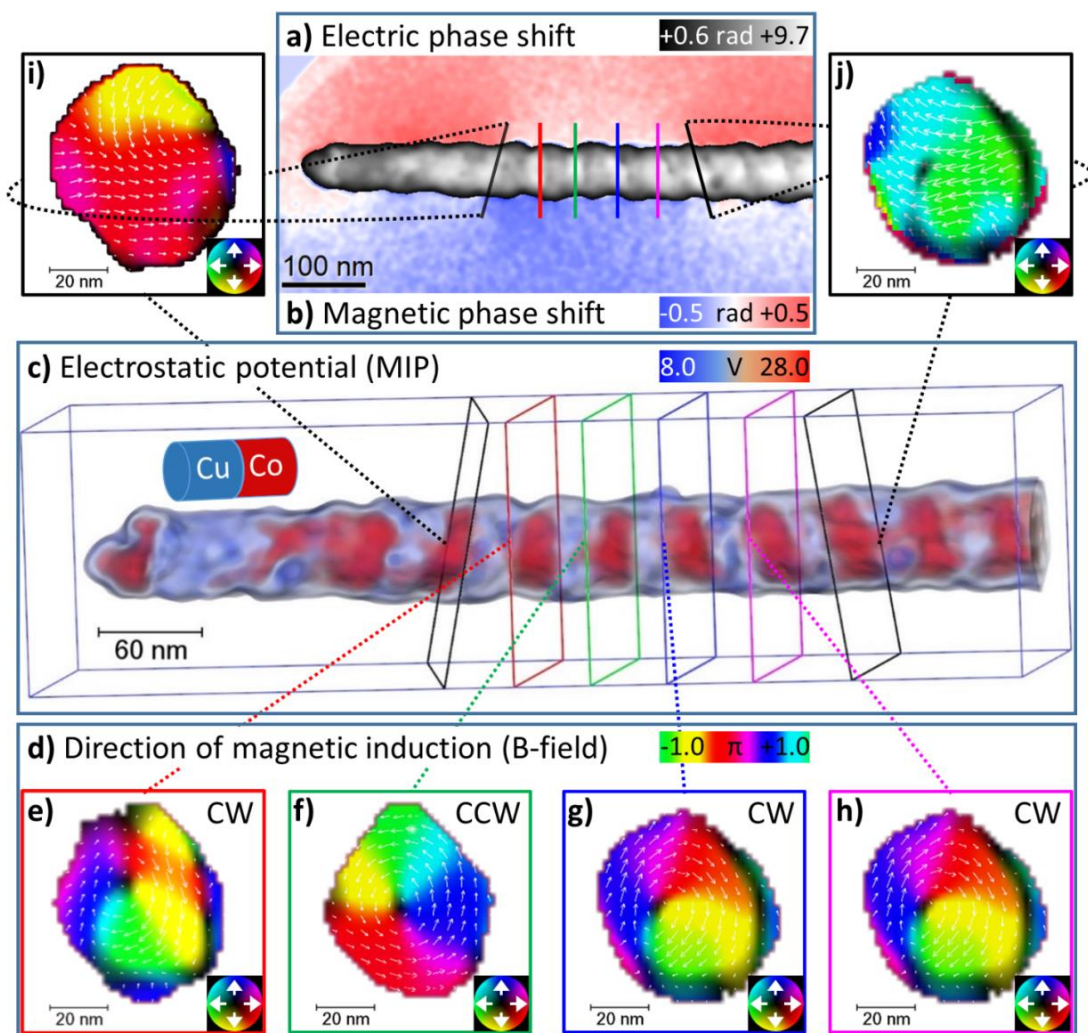 a) Electric phase shift +0.6 rad +9.7
i)
20 nm
100 nm
b) Magnetic phase shift -0.5 rad +0.5
j)
20 nm
c) Electrostatic potential (MIP) 8.0 V 28.0
Cu Co
60 nm
d) Direction of magnetic induction (B-field) -1.0 π +1.0
e) CW
20 nm
f) CCW
20 nm
g) CW
20 nm
h) CW
20 nm